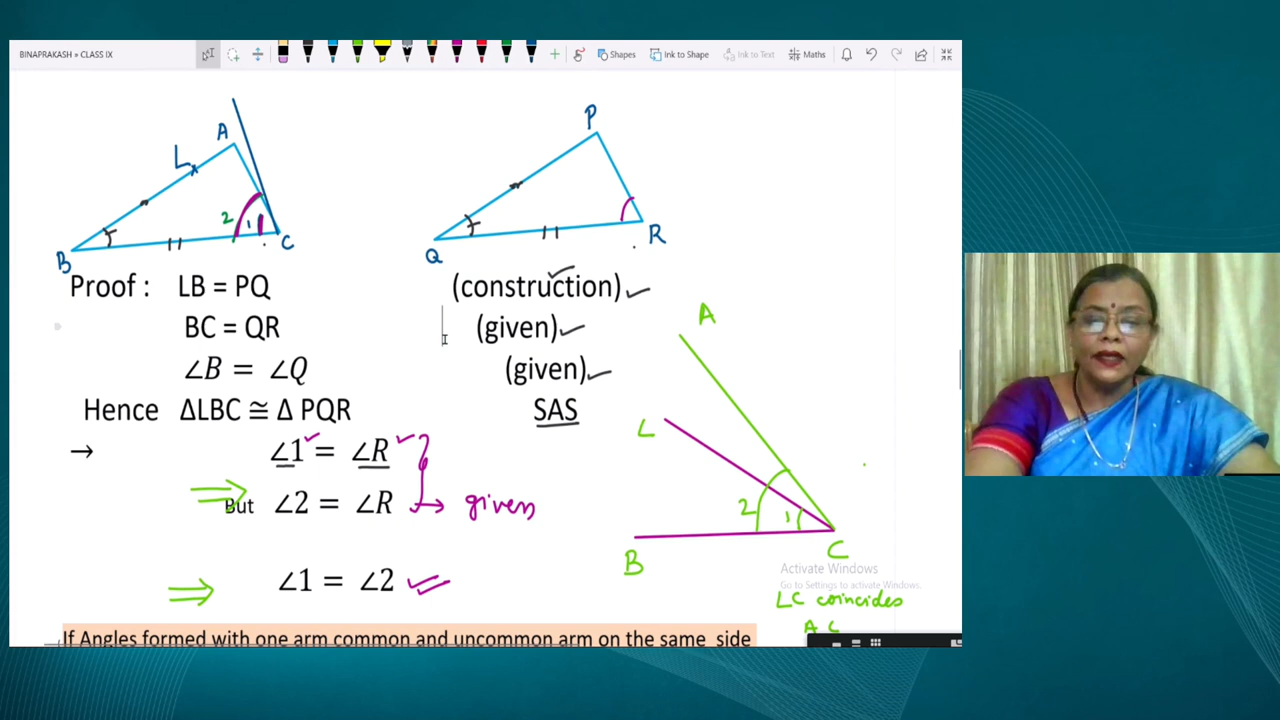 BINAPRAKASH » CLASS IX
Shapes
Ink to Shape
Ink to Text
Maths
A
L
2
1
B
C
P
Q
R
Proof : LB = PQ (construction)
BC = QR (given)
∠B = ∠Q (given)
Hence ΔLBC ≅ Δ PQR SAS
→ ∠1 = ∠R
⇒ But ∠2 = ∠R → given
⇒ ∠1 = ∠2
A
L
2
1
B
C
Activate Windows
Go to Settings to activate Windows.
LC coincides
A C
If Angles formed with one arm common and uncommon arm on the same side